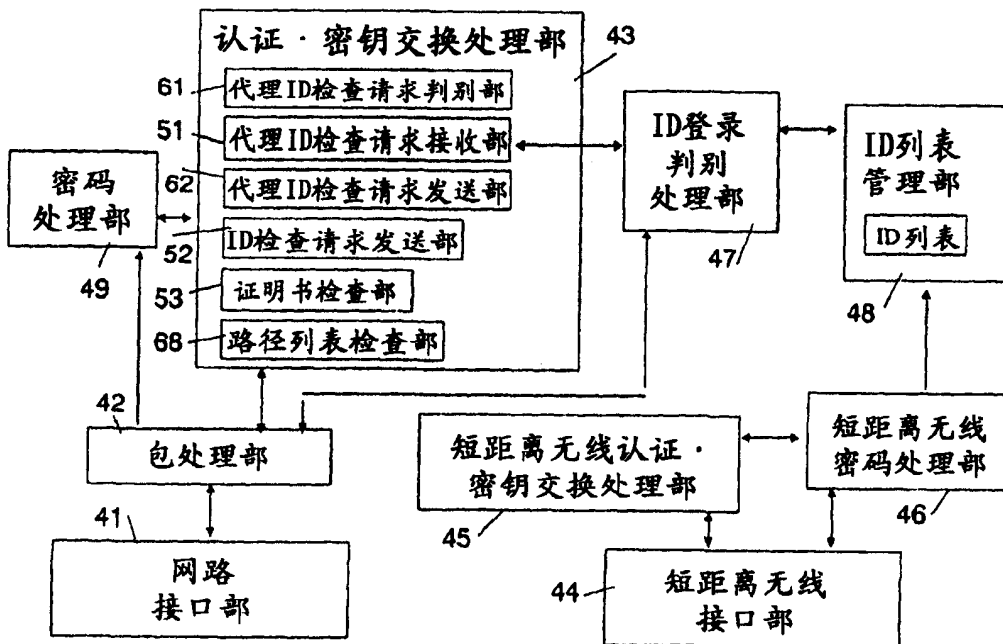 认证·密钥交换处理部
43
61
代理ID检查请求判别部
51
代理ID检查请求接收部
62
代理ID检查请求发送部
52
ID检查请求发送部
53
证明书检查部
68
路径列表检查部
密码
处理部
49
ID登录
判别
处理部
47
ID列表
管理部
ID列表
48
42
包处理部
短距离无线认证·
密钥交换处理部
45
短距离无线
密码处理部
46
41
网路
接口部
44
短距离无线
接口部